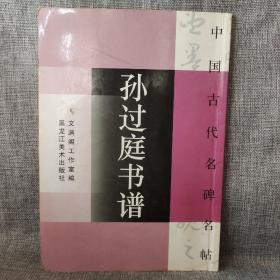 中国古代名碑名帖
孙过庭书谱
文澜阁工作室编
黑龙江美术出版社